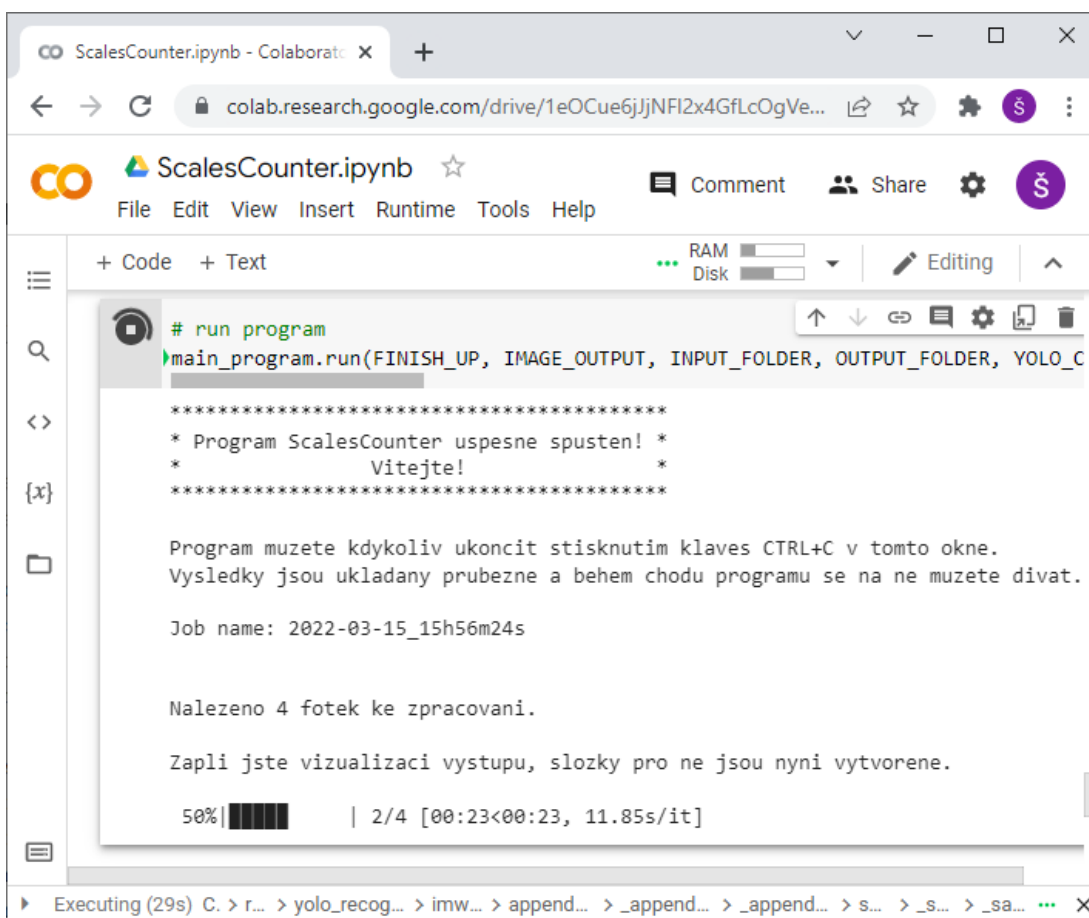 ScalesCounter.ipynb - Colaborato
colab.research.google.com/drive/1eOCue6jJjNFI2x4GfLcOgVe...
Š
CO
ScalesCounter.ipynb
Comment
Share
Š
File Edit View Insert Runtime Tools Help
+ Code + Text
RAM
Disk
Editing
# run program
main_program.run(FINISH_UP, IMAGE_OUTPUT, INPUT_FOLDER, OUTPUT_FOLDER, YOLO_C
******************************************
* Program ScalesCounter uspesne spusten! *
* Vitejte! *
******************************************
Program muzete kdykoliv ukoncit stisknutim klaves CTRL+C v tomto okne.
Vysledky jsou ukladany prubezne a behem chodu programu se na ne muzete divat.
Job name: 2022-03-15_15h56m24s
Nalezeno 4 fotek ke zpracovani.
Zapli jste vizualizaci vystupu, slozky pro ne jsou nyni vytvorene.
50%|█████ | 2/4 [00:23<00:23, 11.85s/it]
Executing (29s) C. > r... > yolo_recog... > imw... > append... > _append... > _append... > s... > _s... > _sa... ...